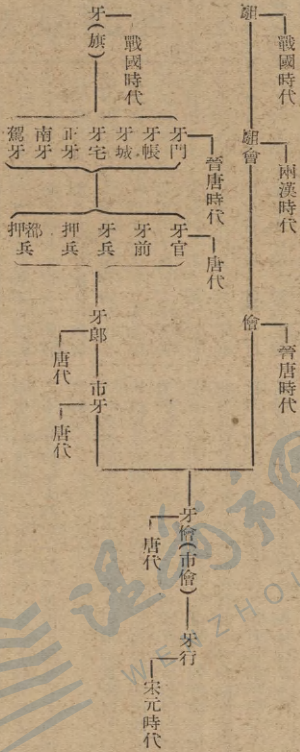 戰國時代
駔
兩漢時代
駔會
晉唐時代
儈
戰國時代
牙(旗)
晉唐時代
牙門
牙帳
牙城
牙宅
正牙
南牙
駕牙
唐代
牙官
牙前
牙兵
押兵
都押兵
牙郎
唐代
市牙
唐代
牙儈(市儈)
唐代
牙行
宋元時代
WENZHO